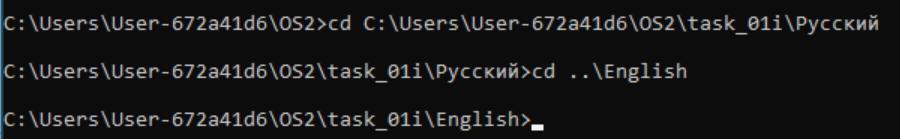 C:\Users\User-672a41d6\OS2>cd C:\Users\User-672a41d6\OS2\task_01i\Русский
C:\Users\User-672a41d6\OS2\task_01i\Русский>cd ..\English
C:\Users\User-672a41d6\OS2\task_01i\English>